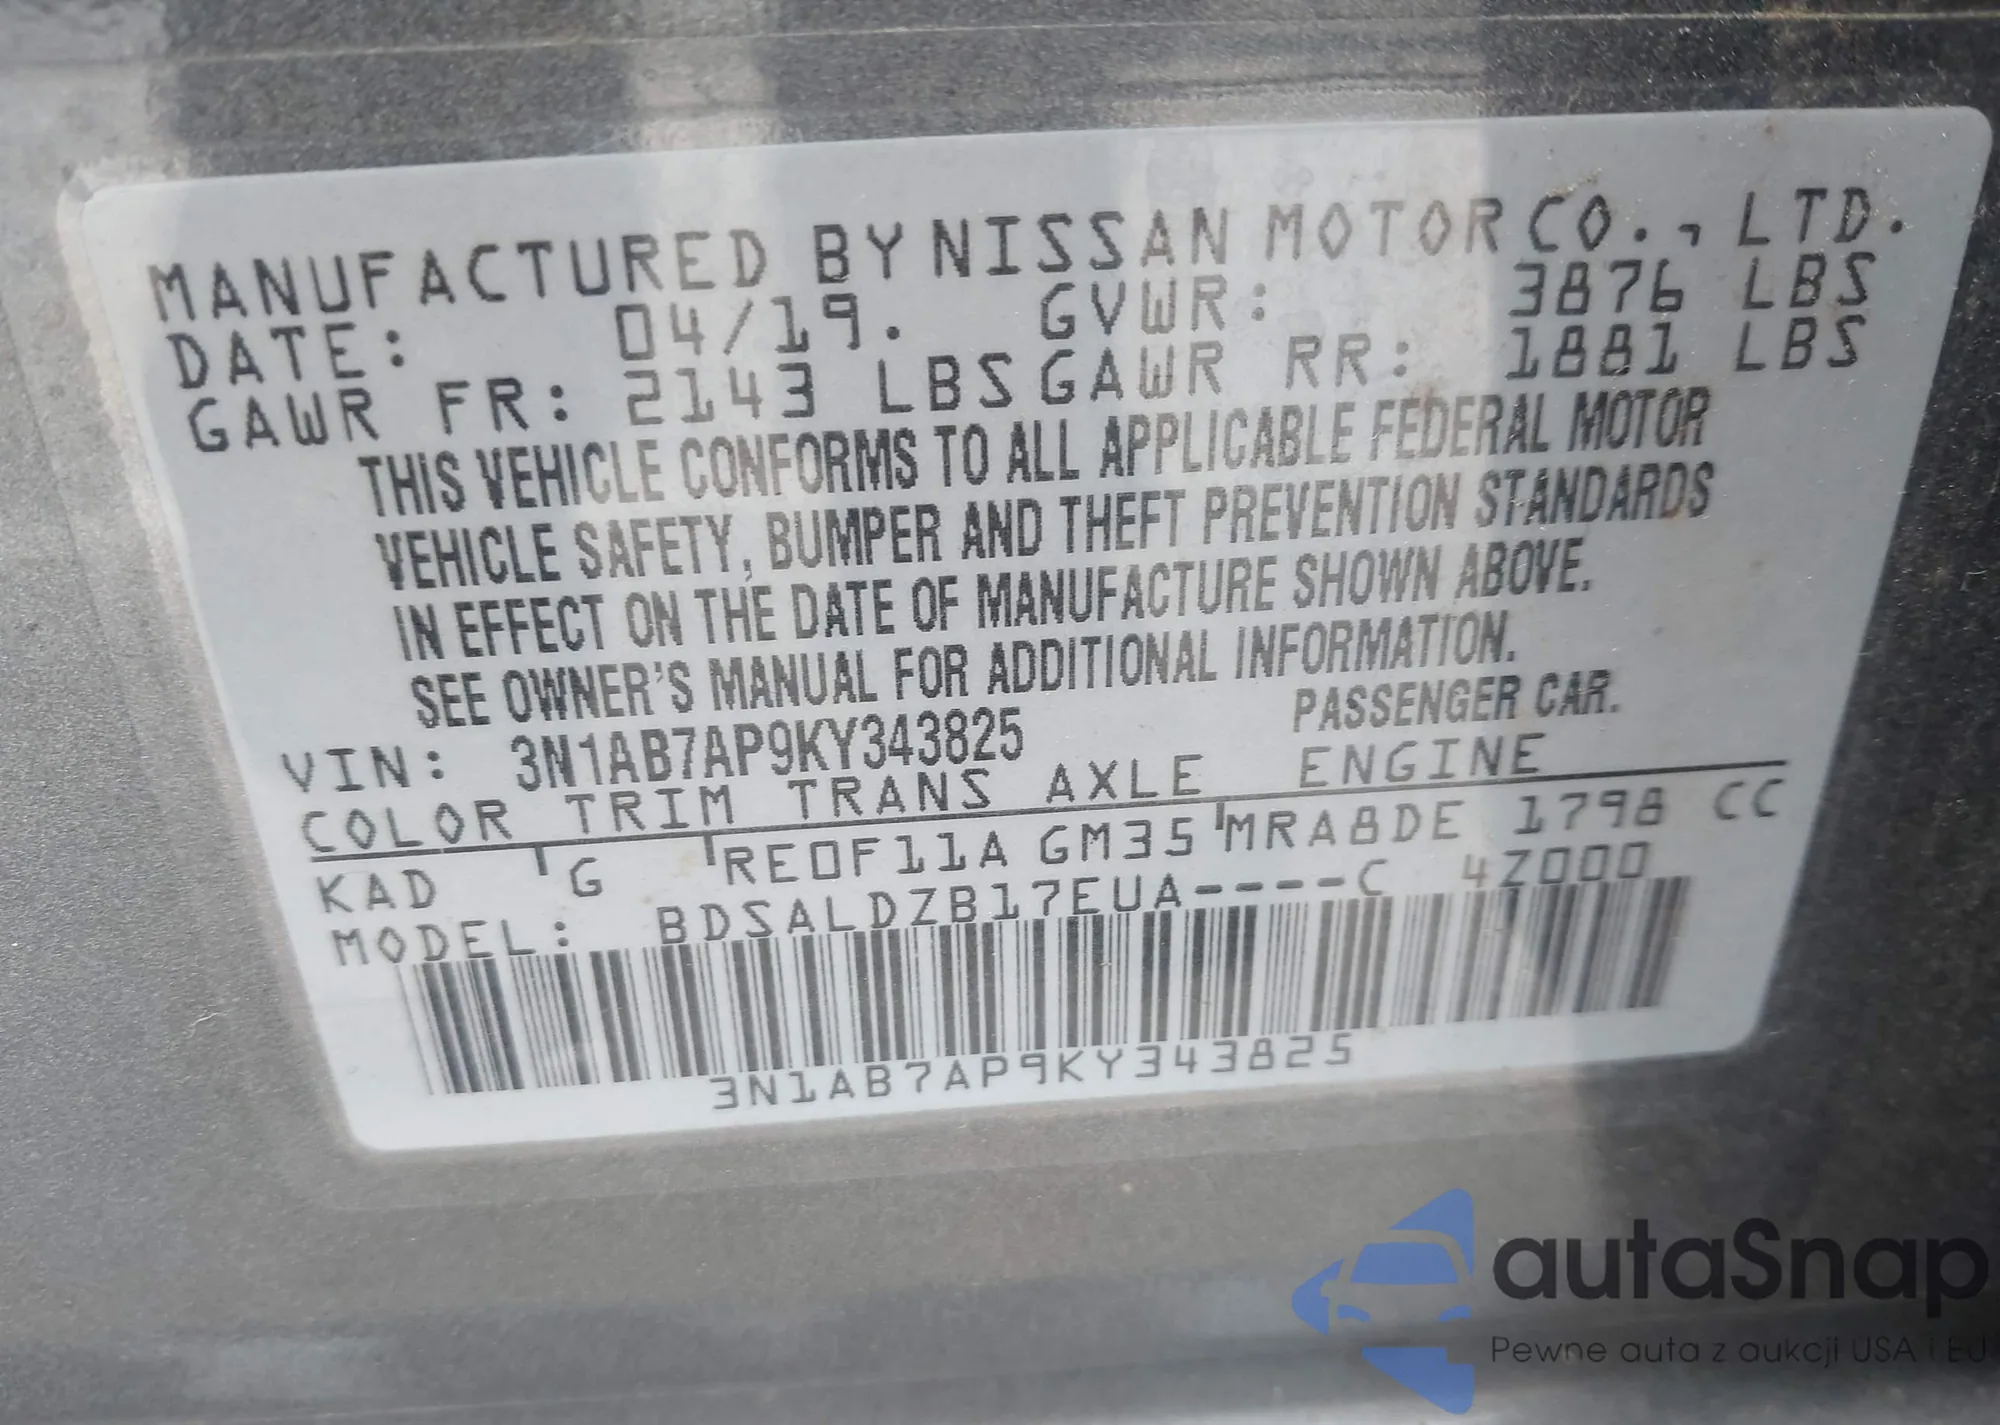 MANUFACTURED BY NISSAN MOTOR CO., LTD.
DATE: 04/19. GVWR: 3876 LBS
GAWR FR: 2143 LBS GAWR RR: 1881 LBS
THIS VEHICLE CONFORMS TO ALL APPLICABLE FEDERAL MOTOR
VEHICLE SAFETY, BUMPER AND THEFT PREVENTION STANDARDS
IN EFFECT ON THE DATE OF MANUFACTURE SHOWN ABOVE.
SEE OWNER'S MANUAL FOR ADDITIONAL INFORMATION.
VIN: 3N1AB7AP9KY343825 PASSENGER CAR.
COLOR TRIM TRANS AXLE ENGINE
KAD G RE0F11A GM35 MRA8DE 1798 CC
MODEL: BDSALDZB17EUA----C 4Z000
3N1AB7AP9KY343825
autaSnap
Pewne auta z aukcji USA i EU